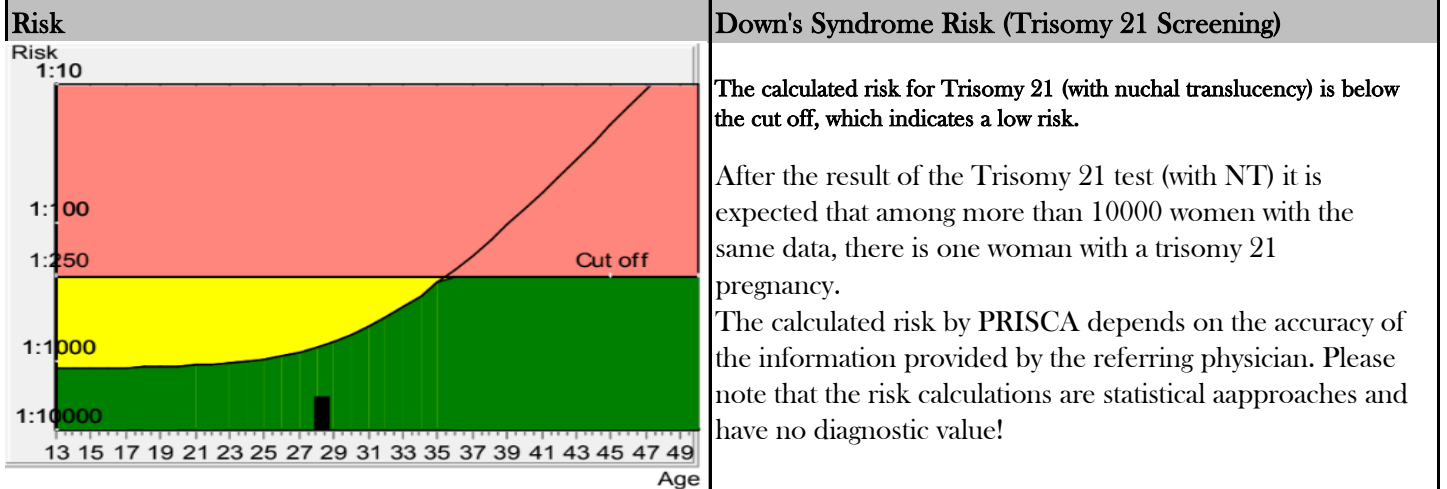 Risk
Risk
1:10
1:100
1:250
Cut off
1:1000
1:10000
13 15 17 19 21 23 25 27 29 31 33 35 37 39 41 43 45 47 49
Age
Down's Syndrome Risk (Trisomy 21 Screening)
The calculated risk for Trisomy 21 (with nuchal translucency) is below
the cut off, which indicates a low risk.
After the result of the Trisomy 21 test (with NT) it is
expected that among more than 10000 women with the
same data, there is one woman with a trisomy 21
pregnancy.
The calculated risk by PRISCA depends on the accuracy of
the information provided by the referring physician. Please
note that the risk calculations are statistical aapproaches and
have no diagnostic value!